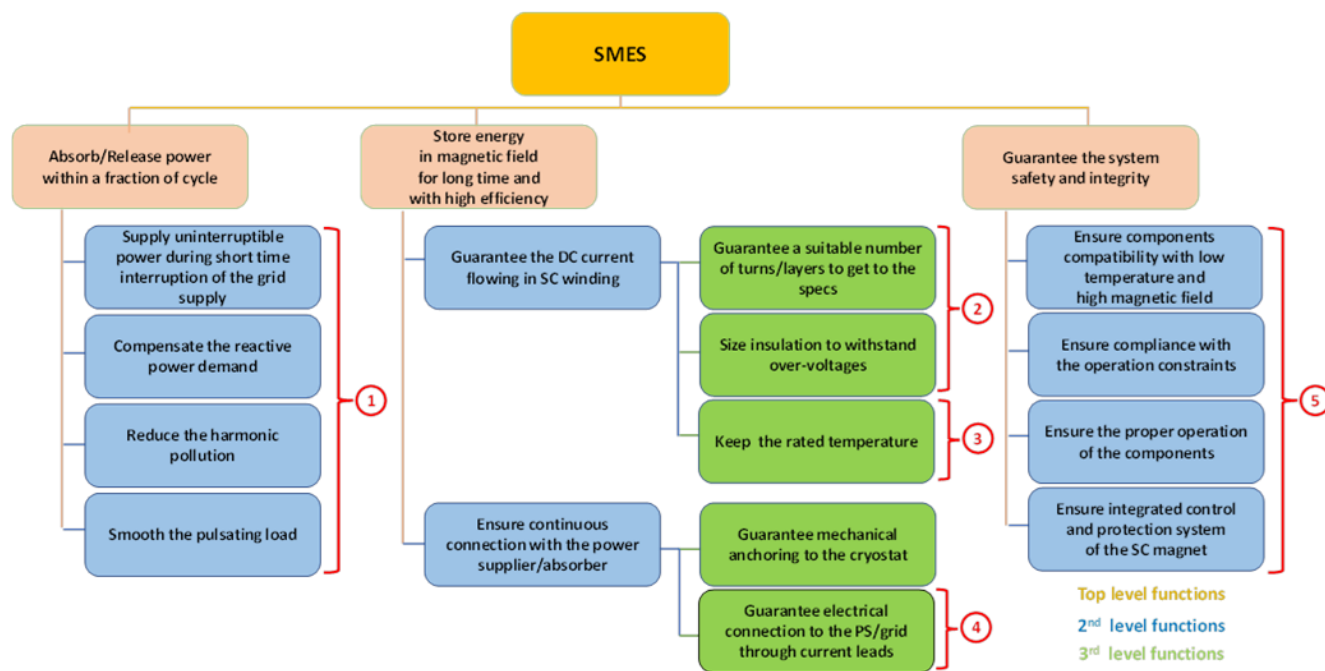 SMES
Absorb/Release power
within a fraction of cycle
Supply uninterruptible
power during short time
interruption of the grid
supply
Compensate the reactive
power demand
Reduce the harmonic
pollution
Smooth the pulsating load
1
Store energy
in magnetic field
for long time and
with high efficiency
Guarantee the DC current
flowing in SC winding
Guarantee a suitable number
of turns/layers to get to the
specs
Size insulation to withstand
over-voltages
2
Keep the rated temperature
3
Ensure continuous
connection with the power
supplier/absorber
Guarantee mechanical
anchoring to the cryostat
Guarantee electrical
connection to the PS/grid
through current leads
4
Guarantee the system
safety and integrity
Ensure components
compatibility with low
temperature and
high magnetic field
Ensure compliance with
the operation constraints
Ensure the proper operation
of the components
Ensure integrated control
and protection system
of the SC magnet
5
Top level functions
2nd level functions
3rd level functions